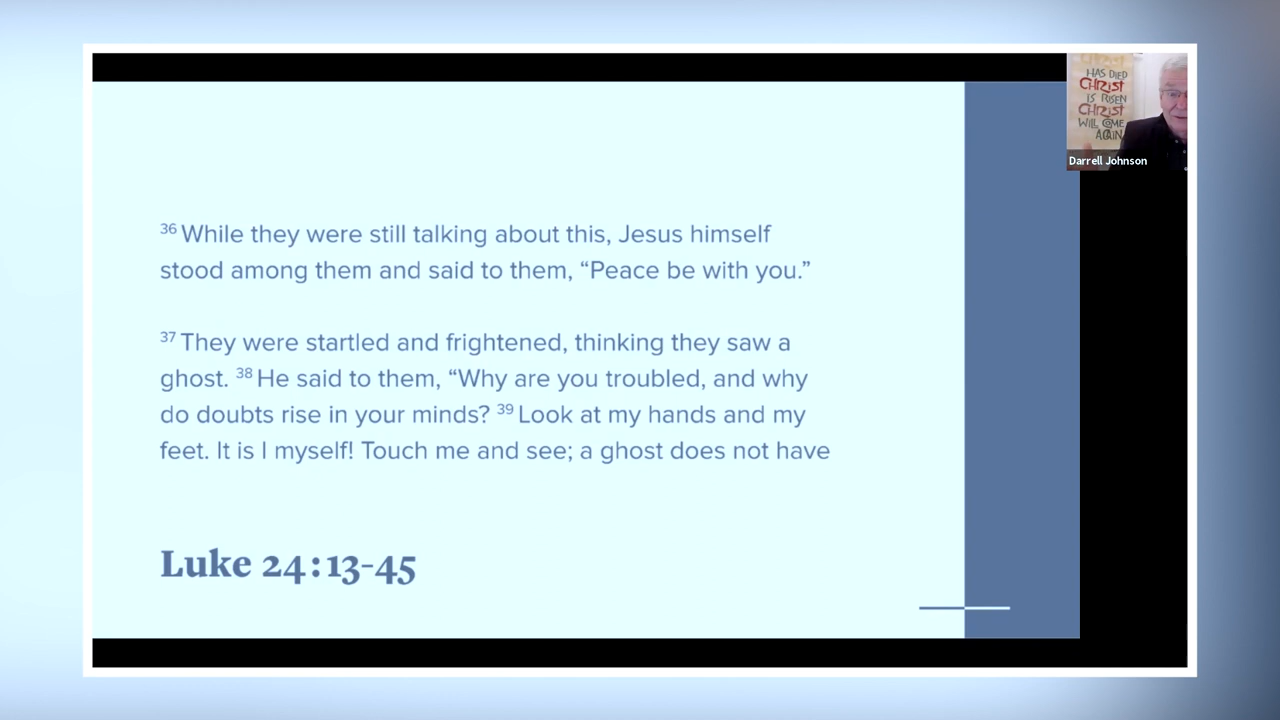 HAS DIED
CHRIST
IS RISEN
CHRIST
WILL COME
AGAIN
Darrell Johnson
36 While they were still talking about this, Jesus himself
stood among them and said to them, “Peace be with you.”
37 They were startled and frightened, thinking they saw a
ghost. 38 He said to them, “Why are you troubled, and why
do doubts rise in your minds? 39 Look at my hands and my
feet. It is I myself! Touch me and see; a ghost does not have
Luke 24:13-45